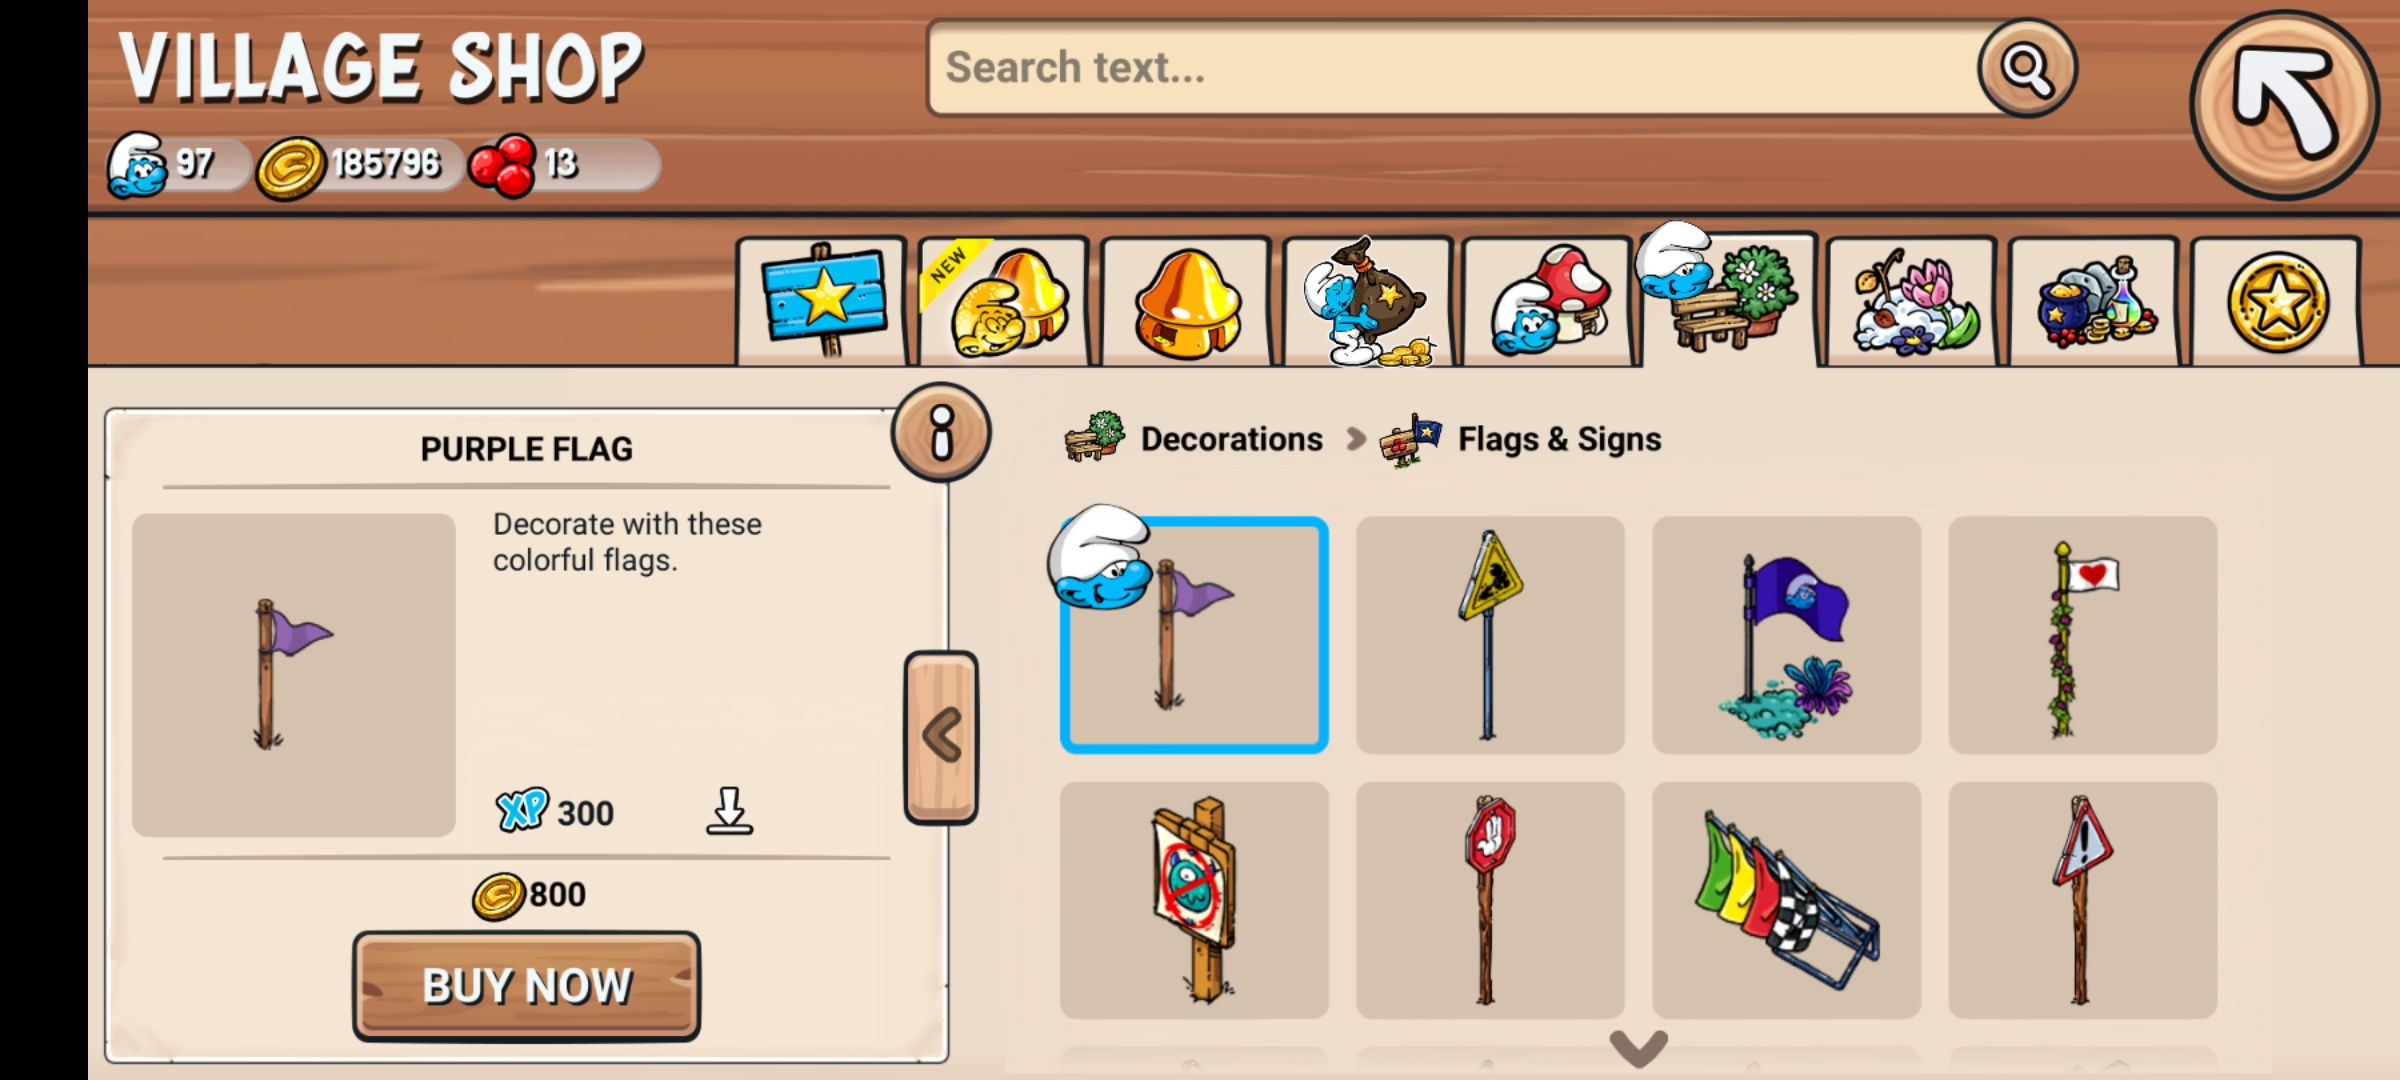 VILLAGE SHOP
Search text...
97
185796
13
NEW
PURPLE FLAG
Decorate with these
colorful flags.
XP 300
800
BUY NOW
Decorations
Flags & Signs